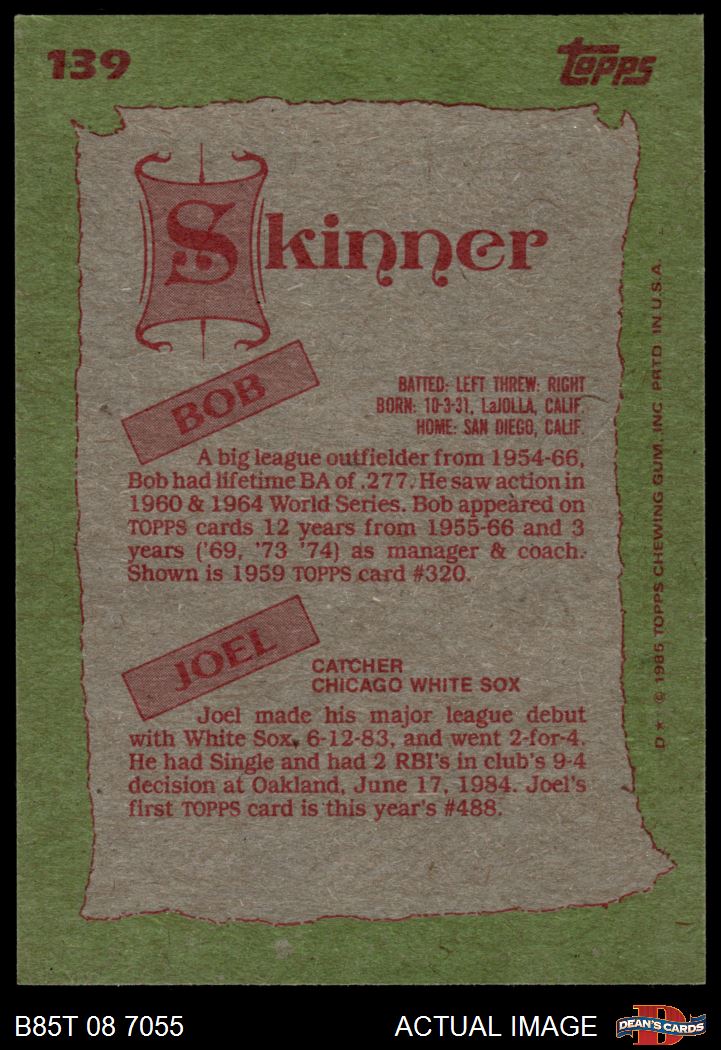 139
TOPPS
Skinner
BOB
BATTED: LEFT THREW: RIGHT
BORN: 10-3-31, LaJOLLA, CALIF.
HOME: SAN DIEGO, CALIF.
A big league outfielder from 1954-66,
Bob had lifetime BA of .277. He saw action in
1960 & 1964 World Series. Bob appeared on
TOPPS cards 12 years from 1955-66 and 3
years ('69, '73 '74) as manager & coach.
Shown is 1959 TOPPS card #320.
JOEL
CATCHER
CHICAGO WHITE SOX
Joel made his major league debut
with White Sox, 6-12-83, and went 2-for-4.
He had Single and had 2 RBI's in club's 9-4
decision at Oakland, June 17, 1984. Joel's
first TOPPS card is this year's #488.
D* © 1985 TOPPS CHEWING GUM, INC. PRTD. IN U.S.A.
B85T 08 7055
ACTUAL IMAGE
D
DEAN'S CARDS